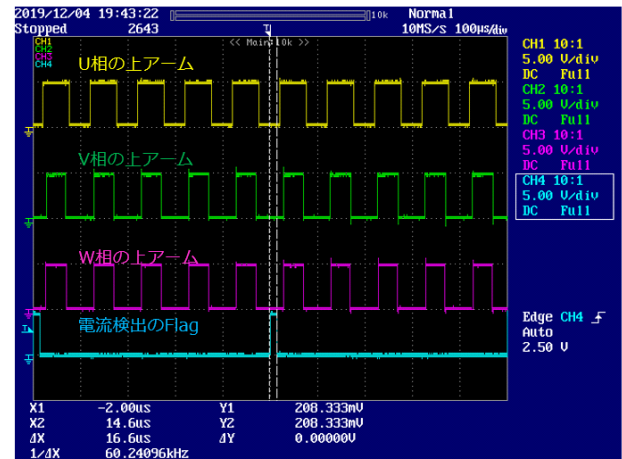 2019/12/04 19:43:22 10k Normal
Stopped 2643 10MS/s 100μs/div
<< Main:10k >>
CH1
CH2
CH3
CH4
U相の上アーム
V相の上アーム
W相の上アーム
電流検出のFlag
CH1 10:1
5.00 V/div
DC Full
CH2 10:1
5.00 V/div
DC Full
CH3 10:1
5.00 V/div
DC Full
CH4 10:1
5.00 V/div
DC Full
Edge CH4
Auto
2.50 V
X1 -2.00us Y1 208.333mV
X2 14.6us Y2 208.333mV
ΔX 16.6us ΔY 0.00000V
1/ΔX 60.24096kHz